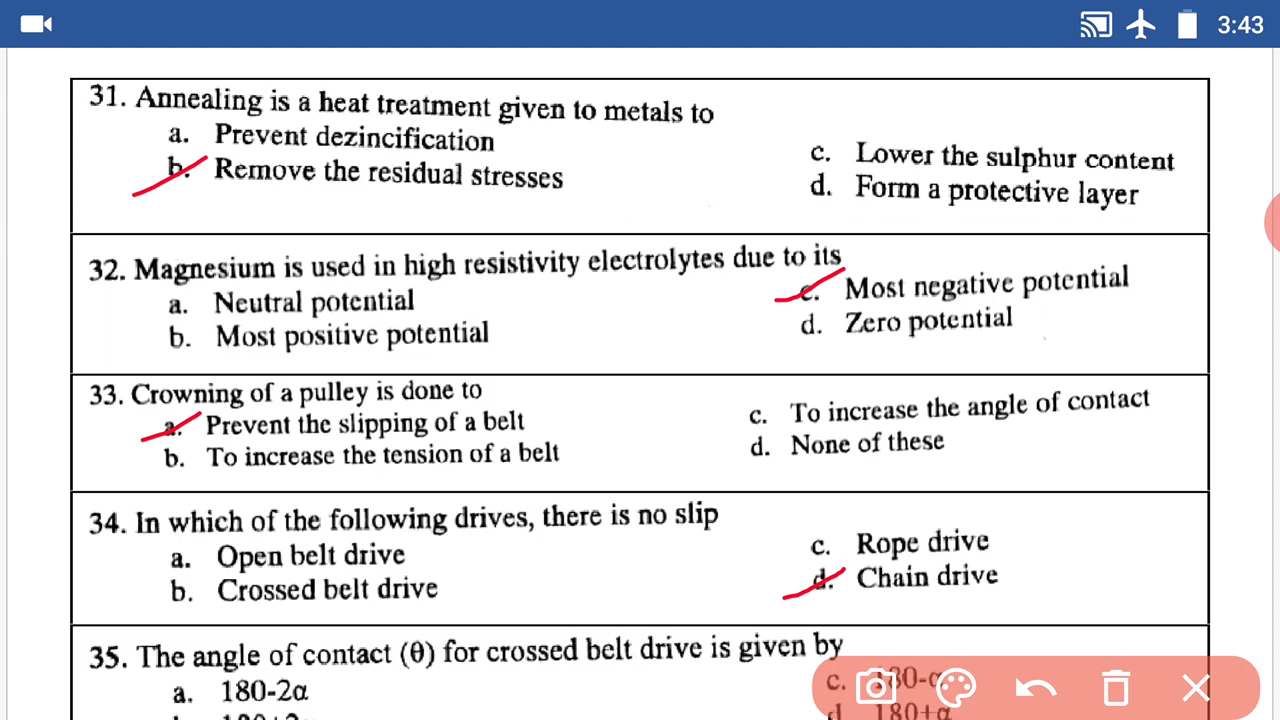 3:43
31. Annealing is a heat treatment given to metals to
a. Prevent dezincification
b. Remove the residual stresses
c. Lower the sulphur content
d. Form a protective layer
32. Magnesium is used in high resistivity electrolytes due to its
a. Neutral potential
b. Most positive potential
c. Most negative potential
d. Zero potential
33. Crowning of a pulley is done to
a. Prevent the slipping of a belt
b. To increase the tension of a belt
c. To increase the angle of contact
d. None of these
34. In which of the following drives, there is no slip
a. Open belt drive
b. Crossed belt drive
c. Rope drive
d. Chain drive
35. The angle of contact (θ) for crossed belt drive is given by
a. 180-2α
c. 180-α
d 180+α